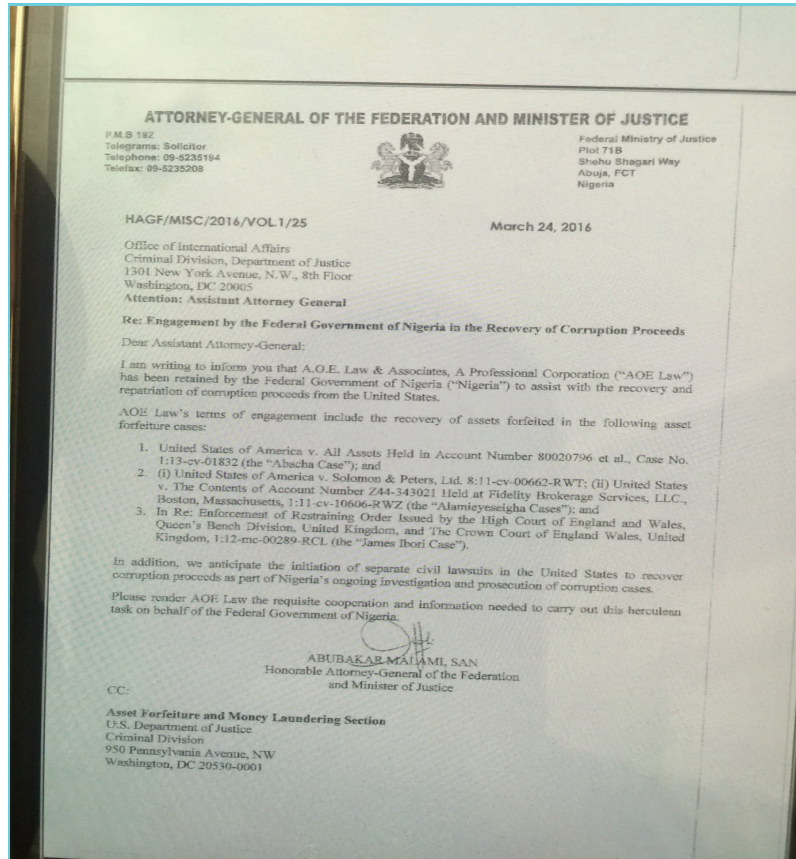 ATTORNEY-GENERAL OF THE FEDERATION AND MINISTER OF JUSTICE
P.M.B 192
Telegrams: Solicitor
Telephone: 09-5235194
Telefax: 09-5235208
Federal Ministry of Justice
Plot 71B
Shehu Shagari Way
Abuja, FCT
Nigeria
HAGF/MISC/2016/VOL.1/25
March 24, 2016
Office of International Affairs
Criminal Division, Department of Justice
1301 New York Avenue, N.W., 8th Floor
Washington, DC 20005
Attention: Assistant Attorney General
Re: Engagement by the Federal Government of Nigeria in the Recovery of Corruption Proceeds
Dear Assistant Attorney-General:
I am writing to inform you that A.O.E. Law & Associates, A Professional Corporation ("AOE Law")
has been retained by the Federal Government of Nigeria ("Nigeria") to assist with the recovery and
repatriation of corruption proceeds from the United States.
AOE Law's terms of engagement include the recovery of assets forfeited in the following asset
forfeiture cases:
1. United States of America v. All Assets Held in Account Number 80020796 et al., Case No.
1:13-cv-01832 (the "Abacha Case"); and
2. (i) United States of America v. Solomon & Peters, Ltd. 8:11-cv-00662-RWT; (ii) United States
v. The Contents of Account Number Z44-343021 Held at Fidelity Brokerage Services, LLC.,
Boston, Massachusetts, 1:11-cv-10606-RWZ (the "Alamieyeseigha Cases"); and
3. In Re: Enforcement of Restraining Order Issued by the High Court of England and Wales,
Queen's Bench Division, United Kingdom, and The Crown Court of England Wales, United
Kingdom, 1:12-mc-00289-RCL (the "James Ibori Case").
In addition, we anticipate the initiation of separate civil lawsuits in the United States to recover
corruption proceeds as part of Nigeria's ongoing investigation and prosecution of corruption cases.
Please render AOE Law the requisite cooperation and information needed to carry out this herculean
task on behalf of the Federal Government of Nigeria.
ABUBAKAR MALAMI, SAN
Honorable Attorney-General of the Federation
and Minister of Justice
CC:
Asset Forfeiture and Money Laundering Section
U.S. Department of Justice
Criminal Division
950 Pennsylvania Avenue, NW
Washington, DC 20530-0001